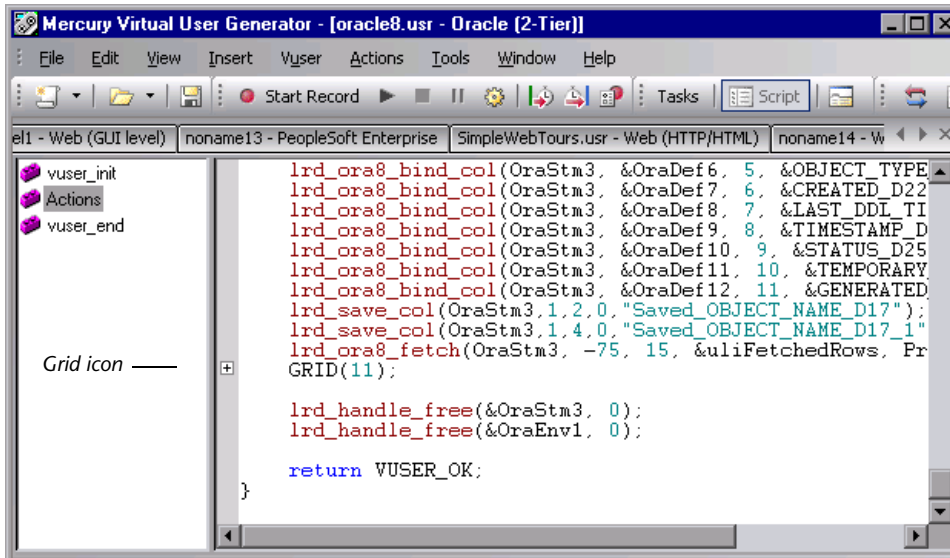 Mercury Virtual User Generator - [oracle8.usr - Oracle (2-Tier)]
File Edit View Insert Vuser Actions Tools Window Help
Start Record Tasks Script
el1 - Web (GUI level) noname13 - PeopleSoft Enterprise SimpleWebTours.usr - Web (HTTP/HTML) noname14 - W
vuser_init
Actions
vuser_end
Grid icon
lrd_ora8_bind_col(OraStm3, &OraDef6, 5, &OBJECT_TYPE
lrd_ora8_bind_col(OraStm3, &OraDef7, 6, &CREATED_D22
lrd_ora8_bind_col(OraStm3, &OraDef8, 7, &LAST_DDL_TI
lrd_ora8_bind_col(OraStm3, &OraDef9, 8, &TIMESTAMP_D
lrd_ora8_bind_col(OraStm3, &OraDef10, 9, &STATUS_D25
lrd_ora8_bind_col(OraStm3, &OraDef11, 10, &TEMPORARY
lrd_ora8_bind_col(OraStm3, &OraDef12, 11, &GENERATED
lrd_save_col(OraStm3,1,2,0,"Saved_OBJECT_NAME_D17");
lrd_save_col(OraStm3,1,4,0,"Saved_OBJECT_NAME_D17_1"
lrd_ora8_fetch(OraStm3, -75, 15, &uliFetchedRows, Pr
GRID(11);
lrd_handle_free(&OraStm3, 0);
lrd_handle_free(&OraEnv1, 0);
return VUSER_OK;
}